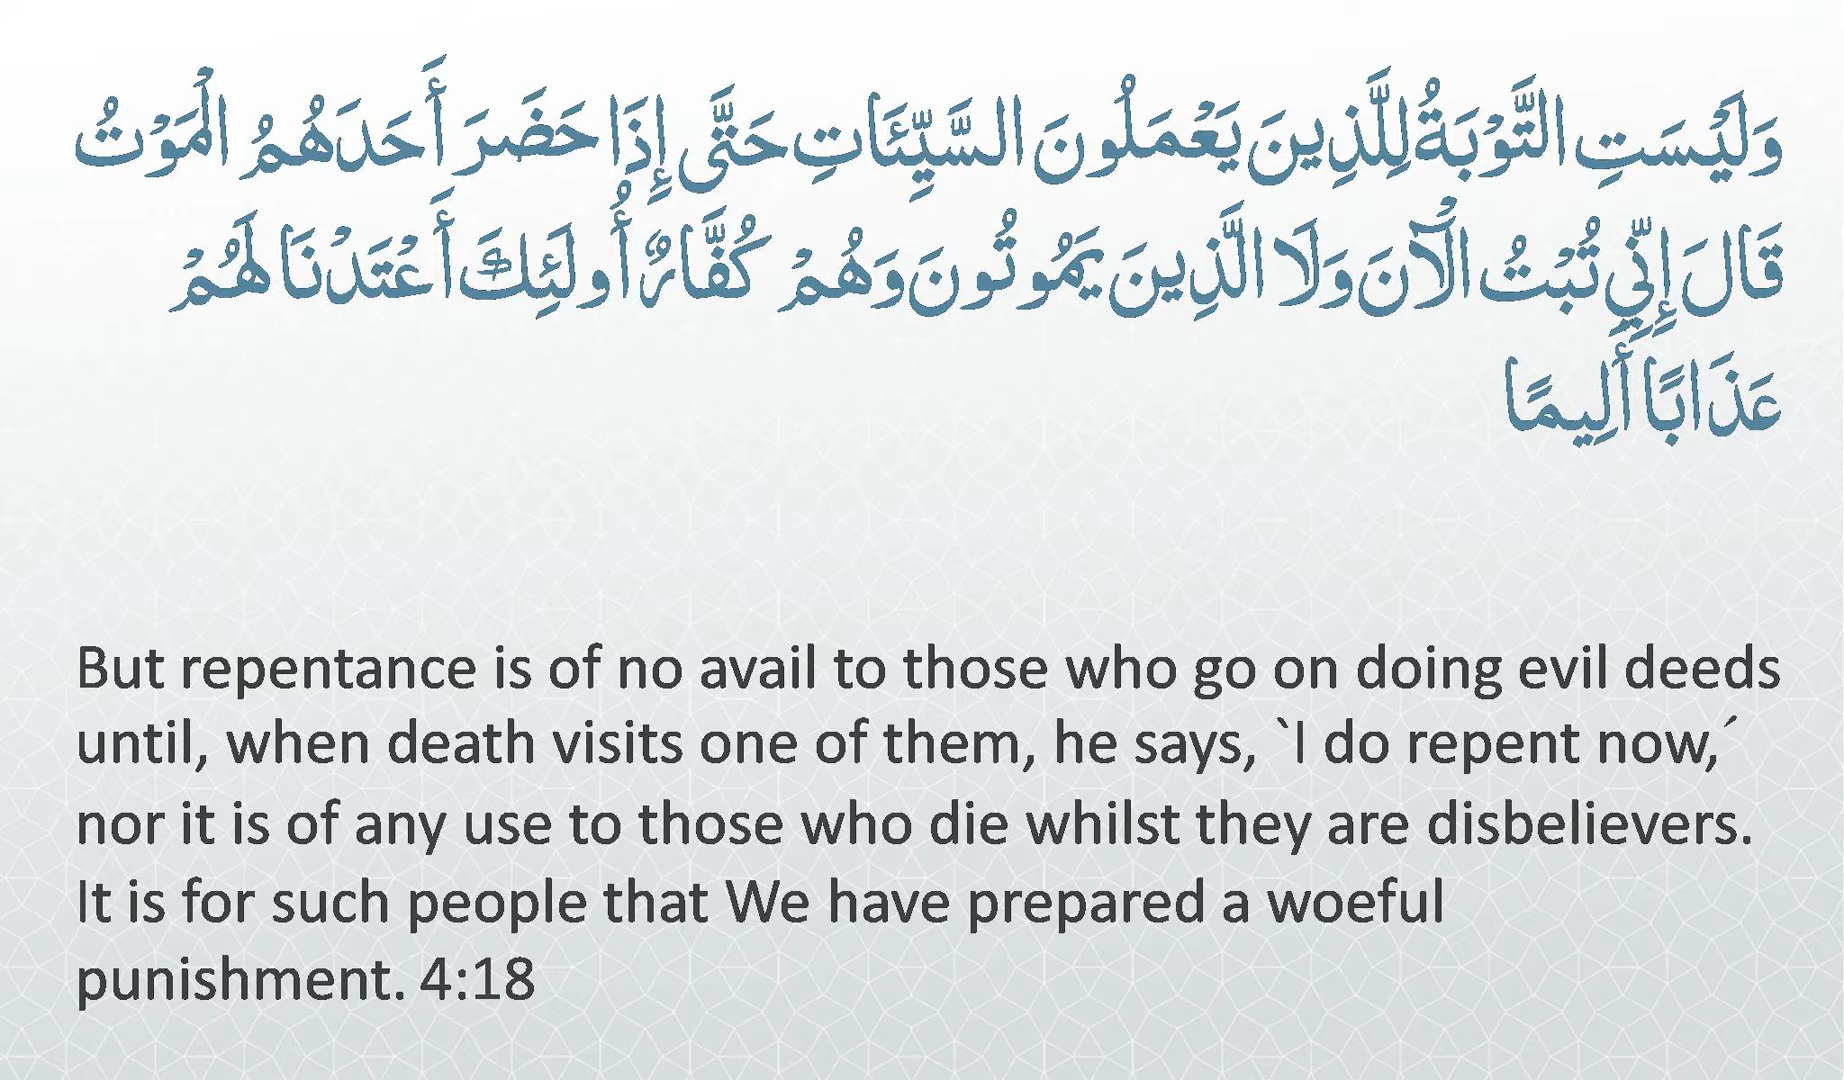 وَلَيْسَتِ التَّوْبَةُ لِلَّذِينَ يَعْمَلُونَ السَّيِّئَاتِ حَتَّى إِذَا حَضَرَ أَحَدَهُمُ الْمَوْتُ
قَالَ إِنِّي تُبْتُ الْآنَ وَلَا الَّذِينَ يَمُوتُونَ وَهُمْ كُفَّارٌ أُولَئِكَ أَعْتَدْنَا لَهُمْ
عَذَابًا أَلِيمًا
But repentance is of no avail to those who go on doing evil deeds
until, when death visits one of them, he says, `I do repent now,´
nor it is of any use to those who die whilst they are disbelievers.
It is for such people that We have prepared a woeful
punishment. 4:18